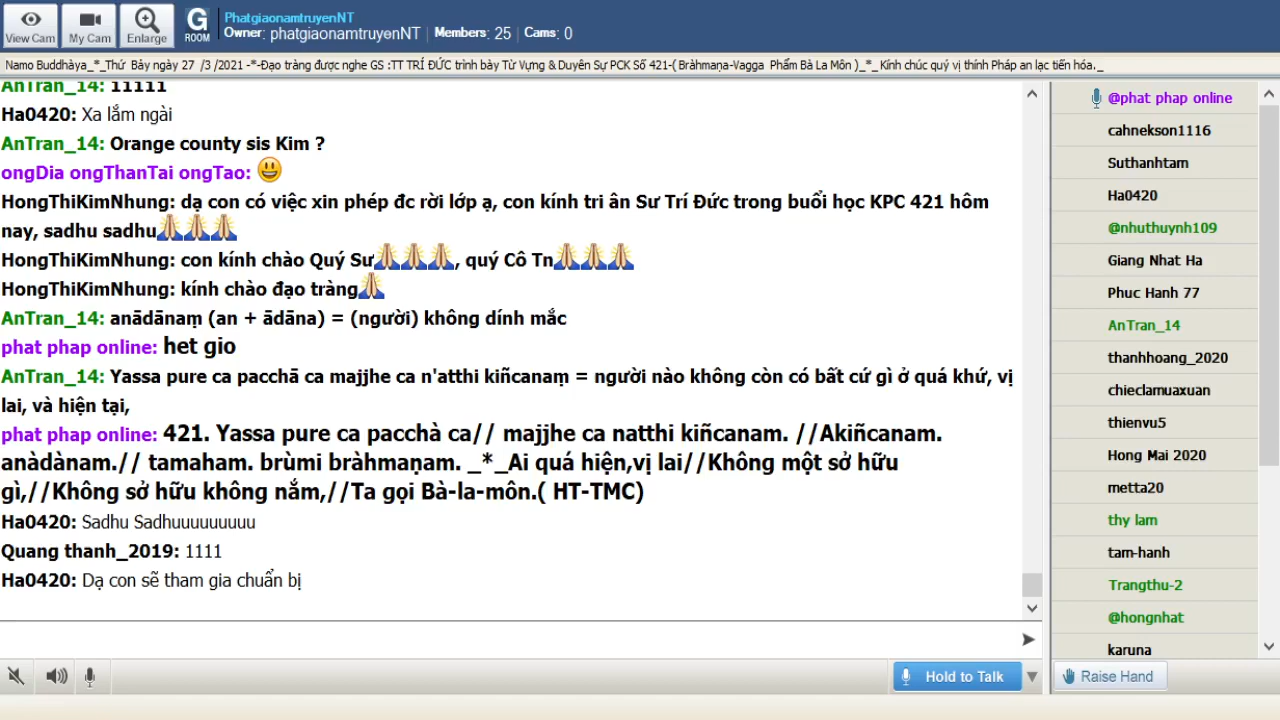 View Cam
My Cam
Enlarge
G ROOM
PhatgiaonamtruyenNT
Owner: phatgiaonamtruyenNT | Members: 25 | Cams: 0
Namo Buddhàya_*_Thứ Bảy ngày 27 /3 /2021 -*-Đạo tràng được nghe GS :TT TRÍ ĐỨC trình bày Từ Vựng & Duyên Sự PCK Số 421-( Bràhmaṇa-Vagga Phẩm Bà La Môn )_*_ Kính chúc quý vị thính Pháp an lạc tiến hóa._
AnTran_14: 11111
Ha0420: Xa lắm ngài
AnTran_14: Orange county sis Kim ?
ongDia ongThanTai ongTao: 😃
HongThiKimNhung: dạ con có việc xin phép đc rời lớp ạ, con kính tri ân Sư Trí Đức trong buổi học KPC 421 hôm
nay, sadhu sadhu🙏🙏🙏
HongThiKimNhung: con kính chào Quý Sư🙏🙏🙏, quý Cô Tn🙏🙏🙏
HongThiKimNhung: kính chào đạo tràng🙏
AnTran_14: anādānaṃ (an + ādāna) = (người) không dính mắc
phat phap online: het gio
AnTran_14: Yassa pure ca pacchā ca majjhe ca n'atthi kiñcanaṃ = người nào không còn có bất cứ gì ở quá khứ, vị
lai, và hiện tại,
phat phap online: 421. Yassa pure ca pacchà ca// majjhe ca natthi kiñcanam. //Akiñcanam.
anàdànam.// tamaham. brùmi bràhmaṇam. _*_Ai quá hiện,vị lai//Không một sở hữu
gì,//Không sở hữu không nắm,//Ta gọi Bà-la-môn.( HT-TMC)
Ha0420: Sadhu Sadhuuuuuuuuu
Quang thanh_2019: 1111
Ha0420: Dạ con sẽ tham gia chuẩn bị
Hold to Talk
@phat phap online
cahnekson1116
Suthanhtam
Ha0420
@nhuthuynh109
Giang Nhat Ha
Phuc Hanh 77
AnTran_14
thanhhoang_2020
chieclamuaxuan
thienvu5
Hong Mai 2020
metta20
thy lam
tam-hanh
Trangthu-2
@hongnhat
karuna
Raise Hand